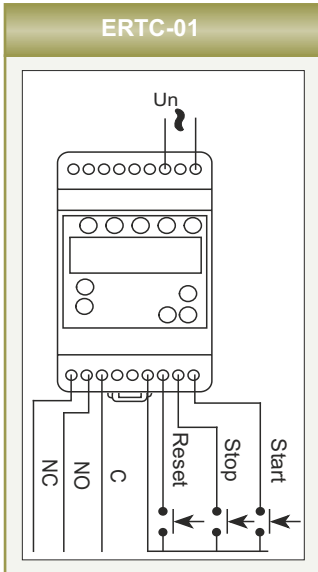 ERTC-01
Un
NC
NO
C
Reset
Stop
Start